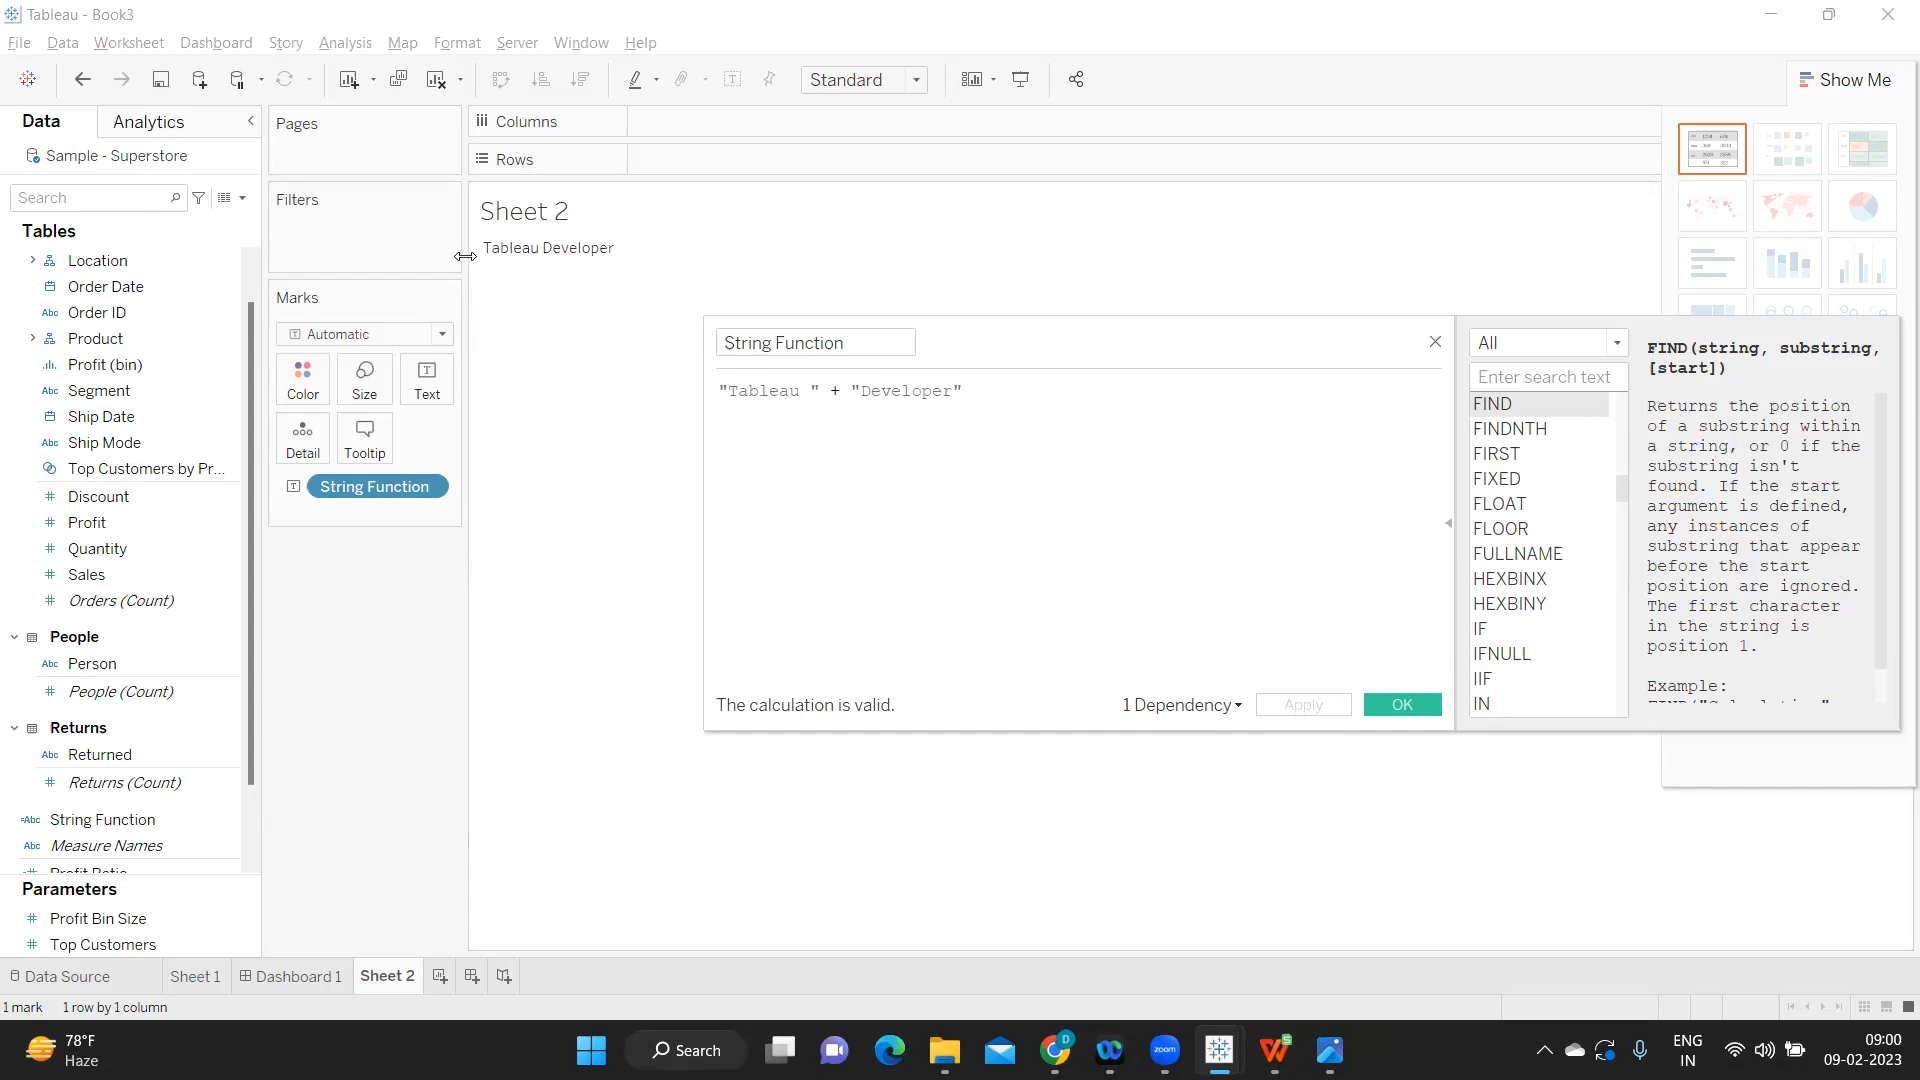 Tableau - Book3
File Data Worksheet Dashboard Story Analysis Map Format Server Window Help
Standard
Show Me
Data Analytics
Pages
Columns
Sample - Superstore
Rows
Search
Filters
Sheet 2
Tables
Tableau Developer
Location
Order Date
Abc Order ID
Product
Profit (bin)
Abc Segment
Ship Date
Abc Ship Mode
Top Customers by Pr...
# Discount
# Profit
# Quantity
# Sales
# Orders (Count)
People
Abc Person
# People (Count)
Returns
Abc Returned
# Returns (Count)
=Abc String Function
Abc Measure Names
Parameters
# Profit Bin Size
# Top Customers
Marks
Automatic
Color Size Text
Detail Tooltip
String Function
String Function
"Tableau " + "Developer"
The calculation is valid.
1 Dependency
Apply
OK
All
Enter search text
FIND
FINDNTH
FIRST
FIXED
FLOAT
FLOOR
FULLNAME
HEXBINX
HEXBINY
IF
IFNULL
IIF
IN
FIND(string, substring,
[start])
Returns the position
of a substring within
a string, or 0 if the
substring isn't
found. If the start
argument is defined,
any instances of
substring that appear
before the start
position are ignored.
The first character
in the string is
position 1.
Example:
Data Source Sheet 1 Dashboard 1 Sheet 2
1 mark 1 row by 1 column
78°F
Haze
Search
zoom
ENG
IN
09:00
09-02-2023